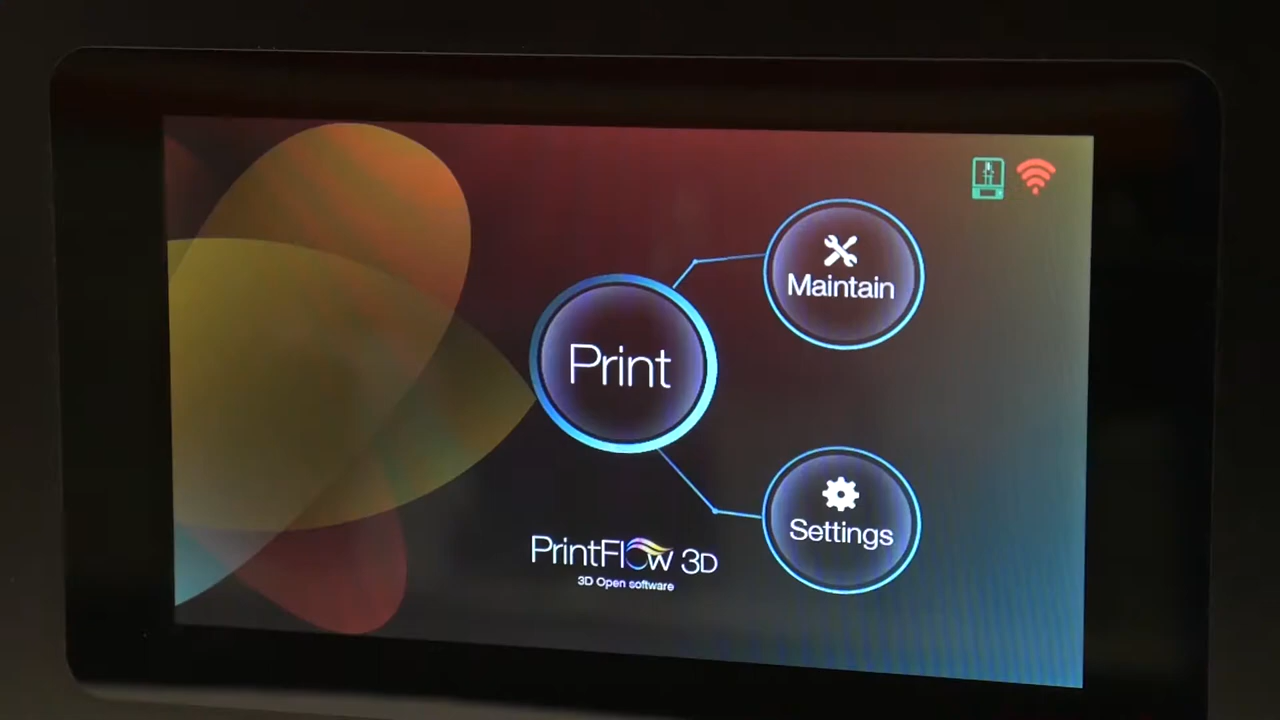 Maintain
Print
Settings
PrintFlow 3D
3D Open software